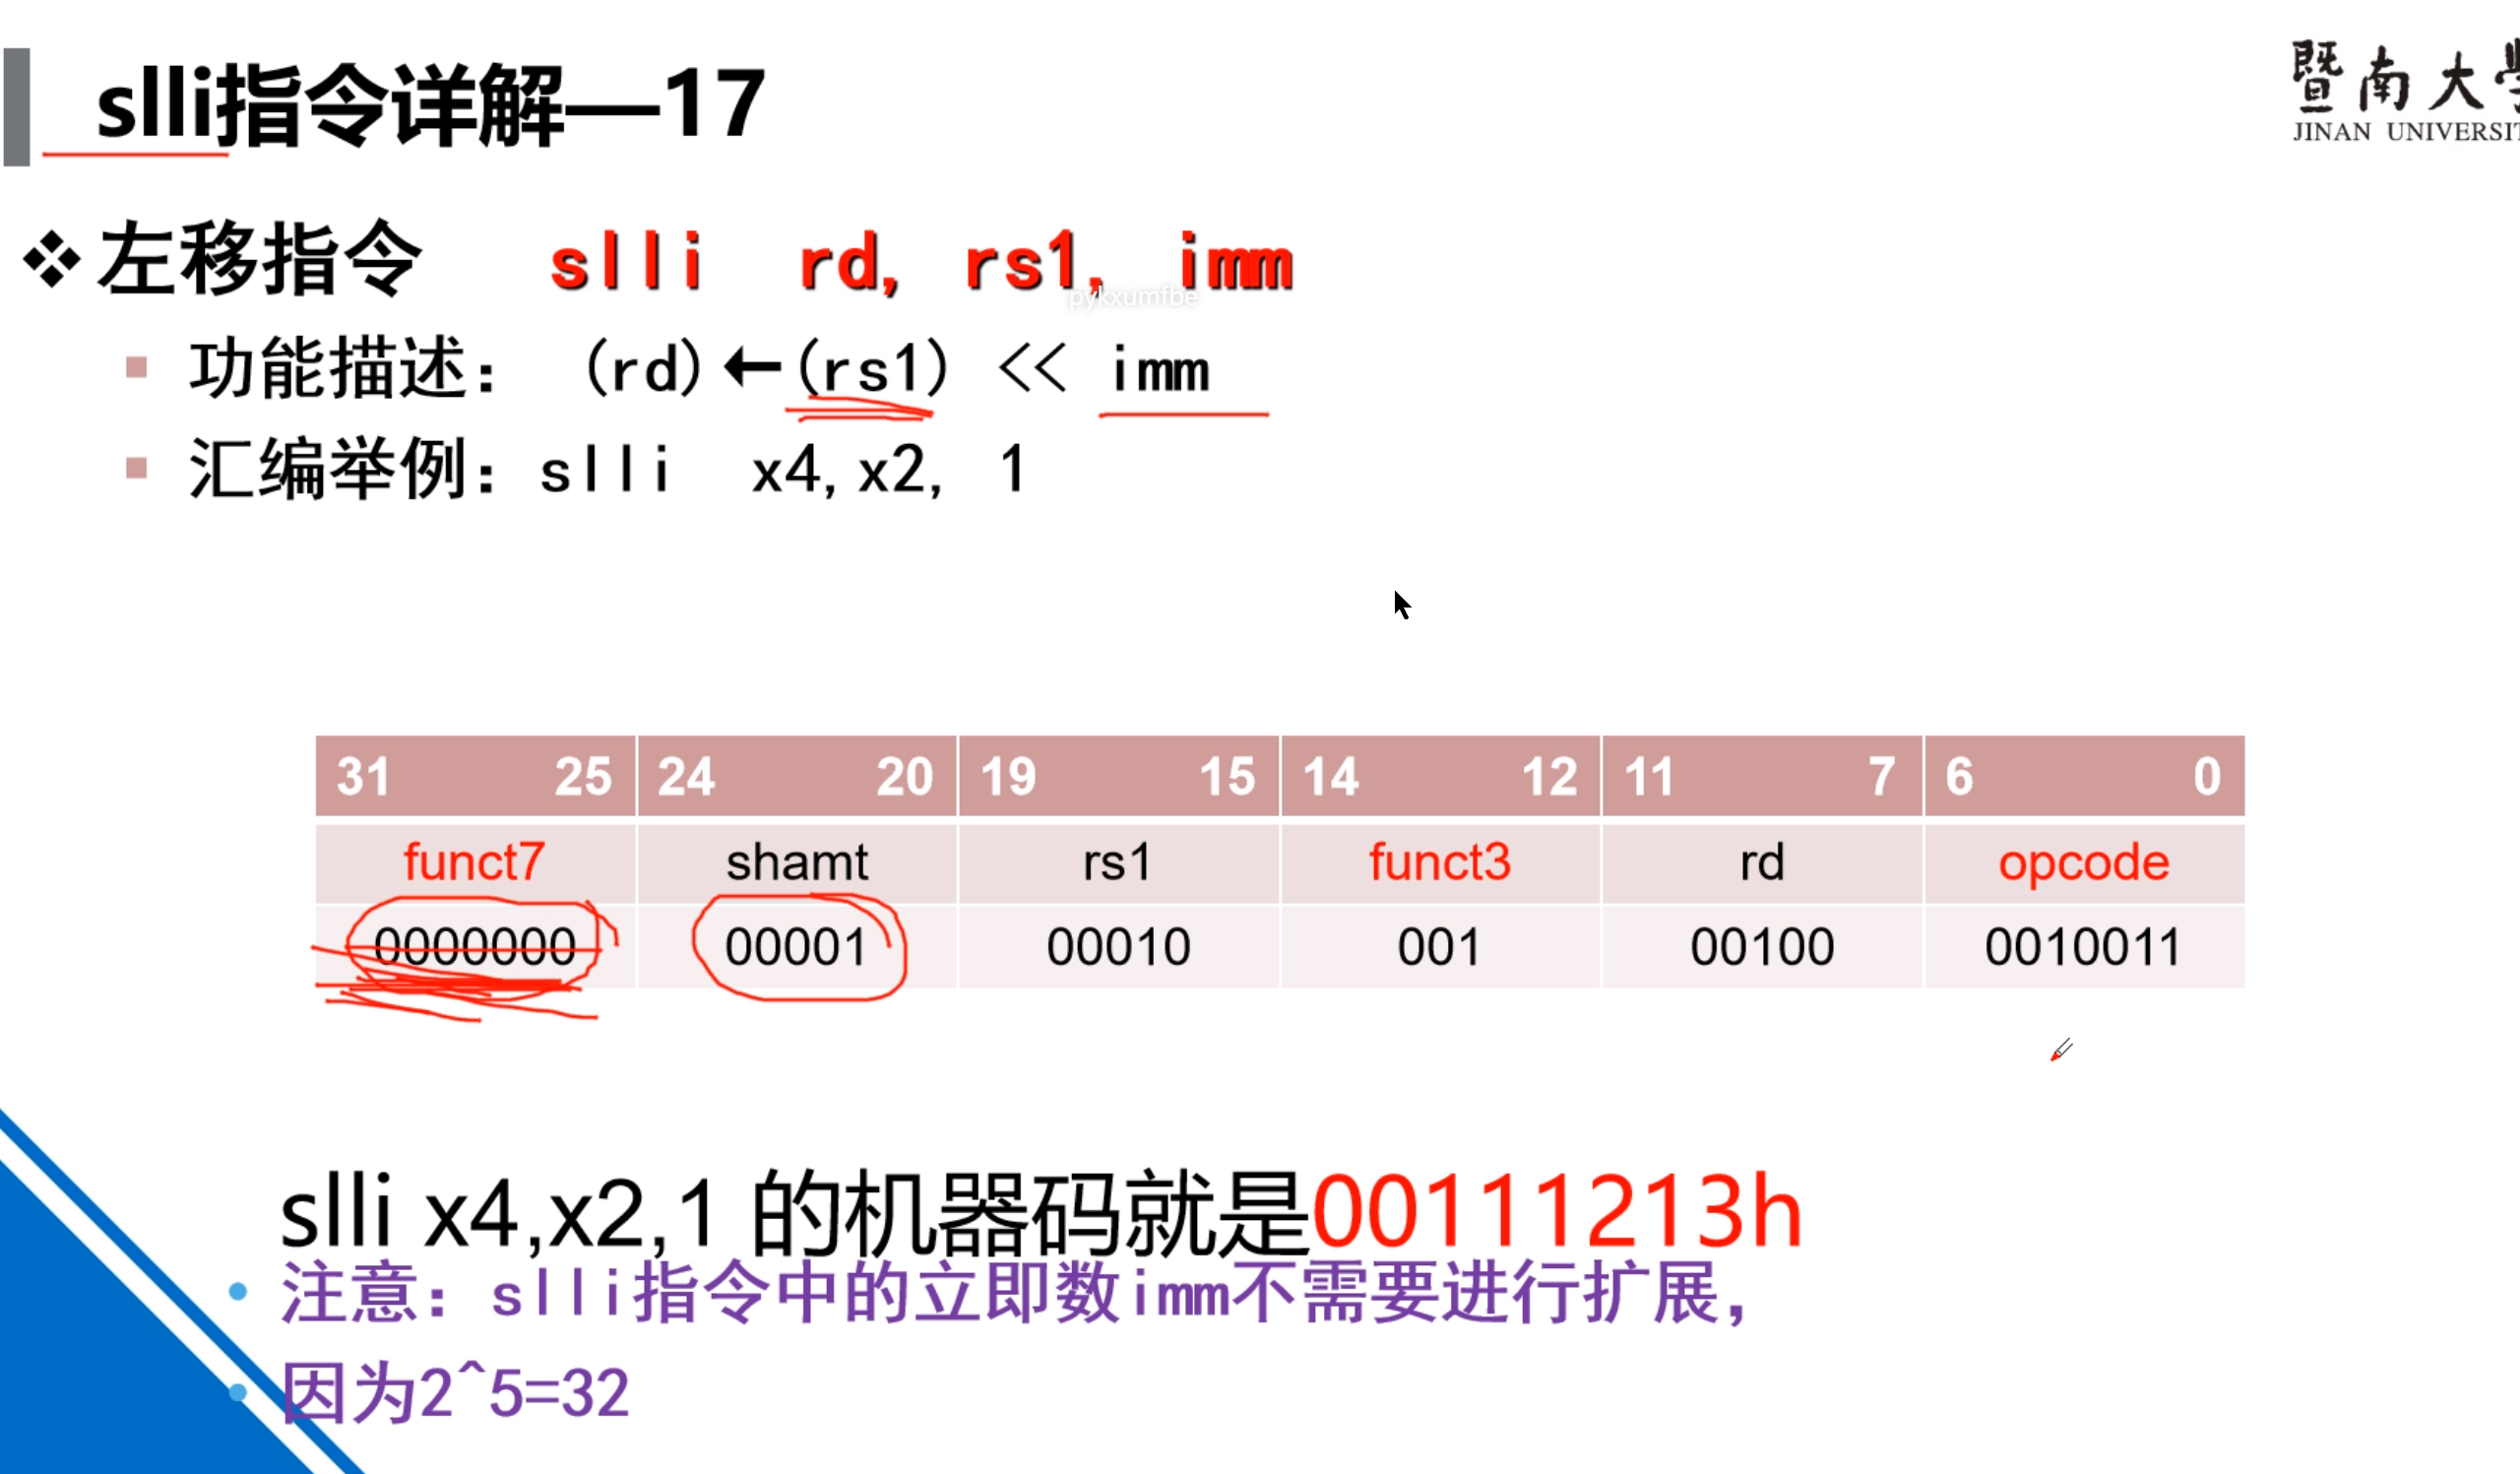 slli指令详解—17
暨南大學
JINAN UNIVERSIT
左移指令 slli rd, rs1, imm
pykxumfbe
功能描述: (rd)←(rs1) << imm
汇编举例: slli x4, x2, 1
31 25 24 20 19 15 14 12 11 7 6 0
funct7 shamt rs1 funct3 rd opcode
0000000 00001 00010 001 00100 0010011
slli x4,x2,1 的机器码就是00111213h
注意: slli指令中的立即数imm不需要进行扩展,
因为2^5=32